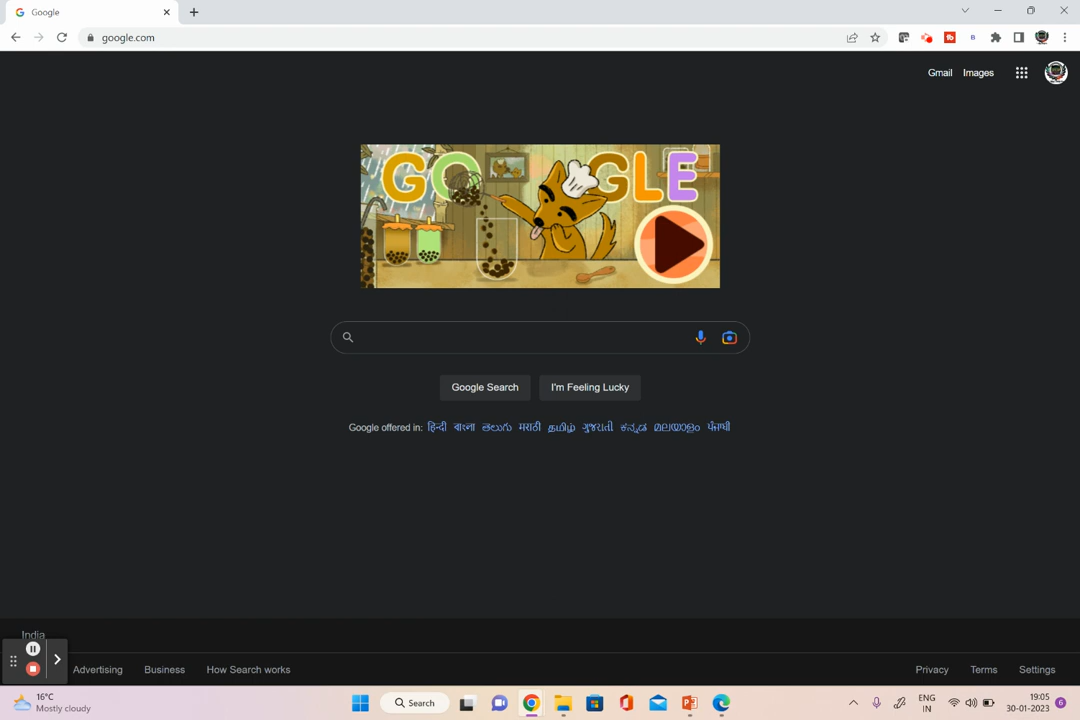 Google
google.com
Gmail Images
GOOGLE
Google Search I'm Feeling Lucky
Google offered in: हिन्दी বাংলা తెలుగు मराठी தமிழ் ગુજરાતી ಕನ್ನಡ മലയാളം ਪੰਜਾਬੀ
India
Advertising Business How Search works Privacy Terms Settings
16°C
Mostly cloudy
Search
ENG
IN
19:05
30-01-2023
6